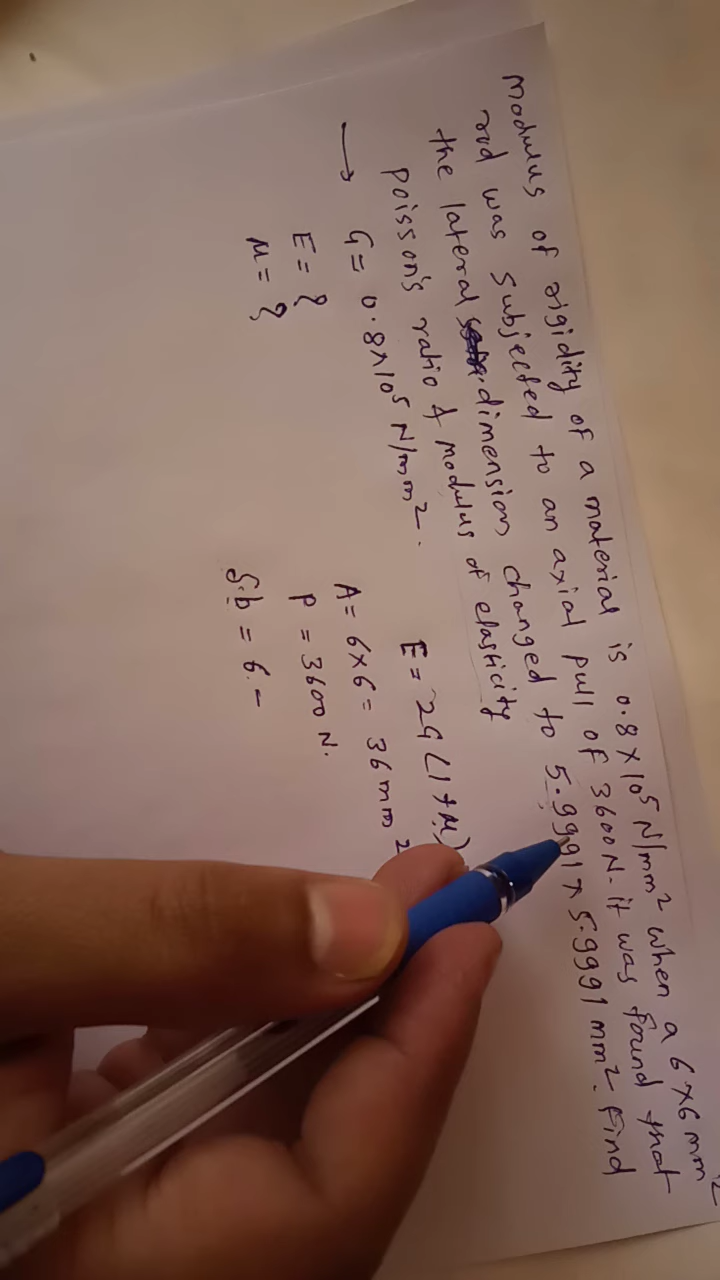 Modulus of rigidity of a material is 0.8×10⁵ N/mm² when a 6×6 mm²
rod was subjected to an axial pull of 3600 N. it was found that
the lateral dimension changed to 5.9991 × 5.9991 mm². Find
poisson's ratio & modulus of elasticity
→ G = 0.8×10⁵ N/mm².
E = 2G(1+μ)
E = ?
A = 6×6 = 36 mm²
μ = ?
P = 3600 N.
δb = 6.-